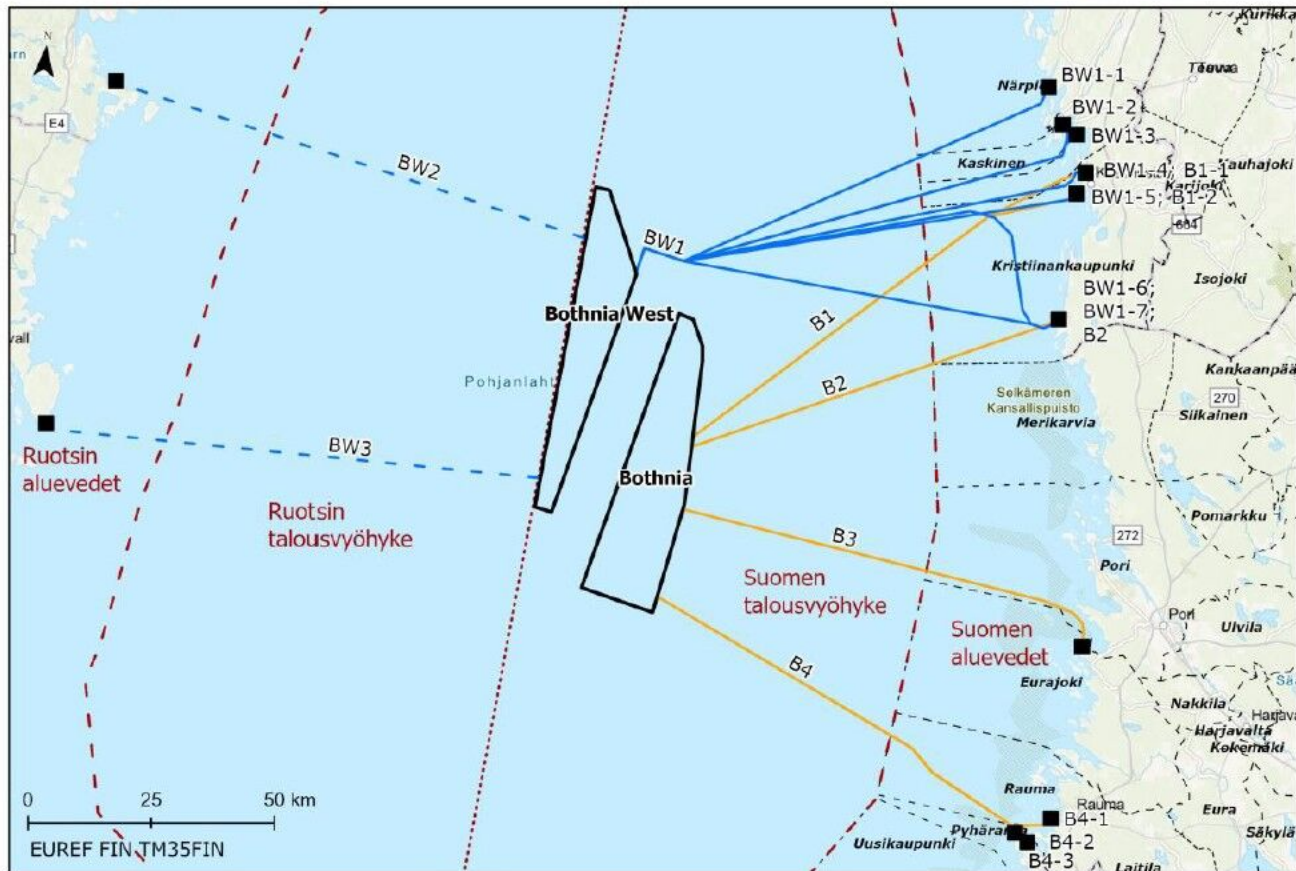 Kurikka
N
Teuva
BW1-1
BW1-2
E4
BW1-3
Kaskinen
Kauhajoki
BW2
BW1-4; B1-1
Karijoki
BW1-5; B1-2
BW1
664
Kristiinankaupunki
Isojoki
BW1-6;
BW1-7;
B2
Bothnia West
B1
vall
Kankaanpää
Pohjanlaht
B2
Selkämeren
Kansallispuisto
270
Siikainen
Merikarvia
BW3
Ruotsin
aluevedet
Bothnia
Ruotsin
talousvyöhyke
Pomarkku
272
B3
Pori
Suomen
talousvyöhyke
Pori
Ulvila
Suomen
aluevedet
B4
Eurajoki
Nakkila
Harjavalta
Kokemäki
0
25
50 km
Rauma
Rauma
Eura
B4-1
EUREF FIN TM35FIN
Uusikaupunki
B4-2
Säkylä
B4-3
Laitila